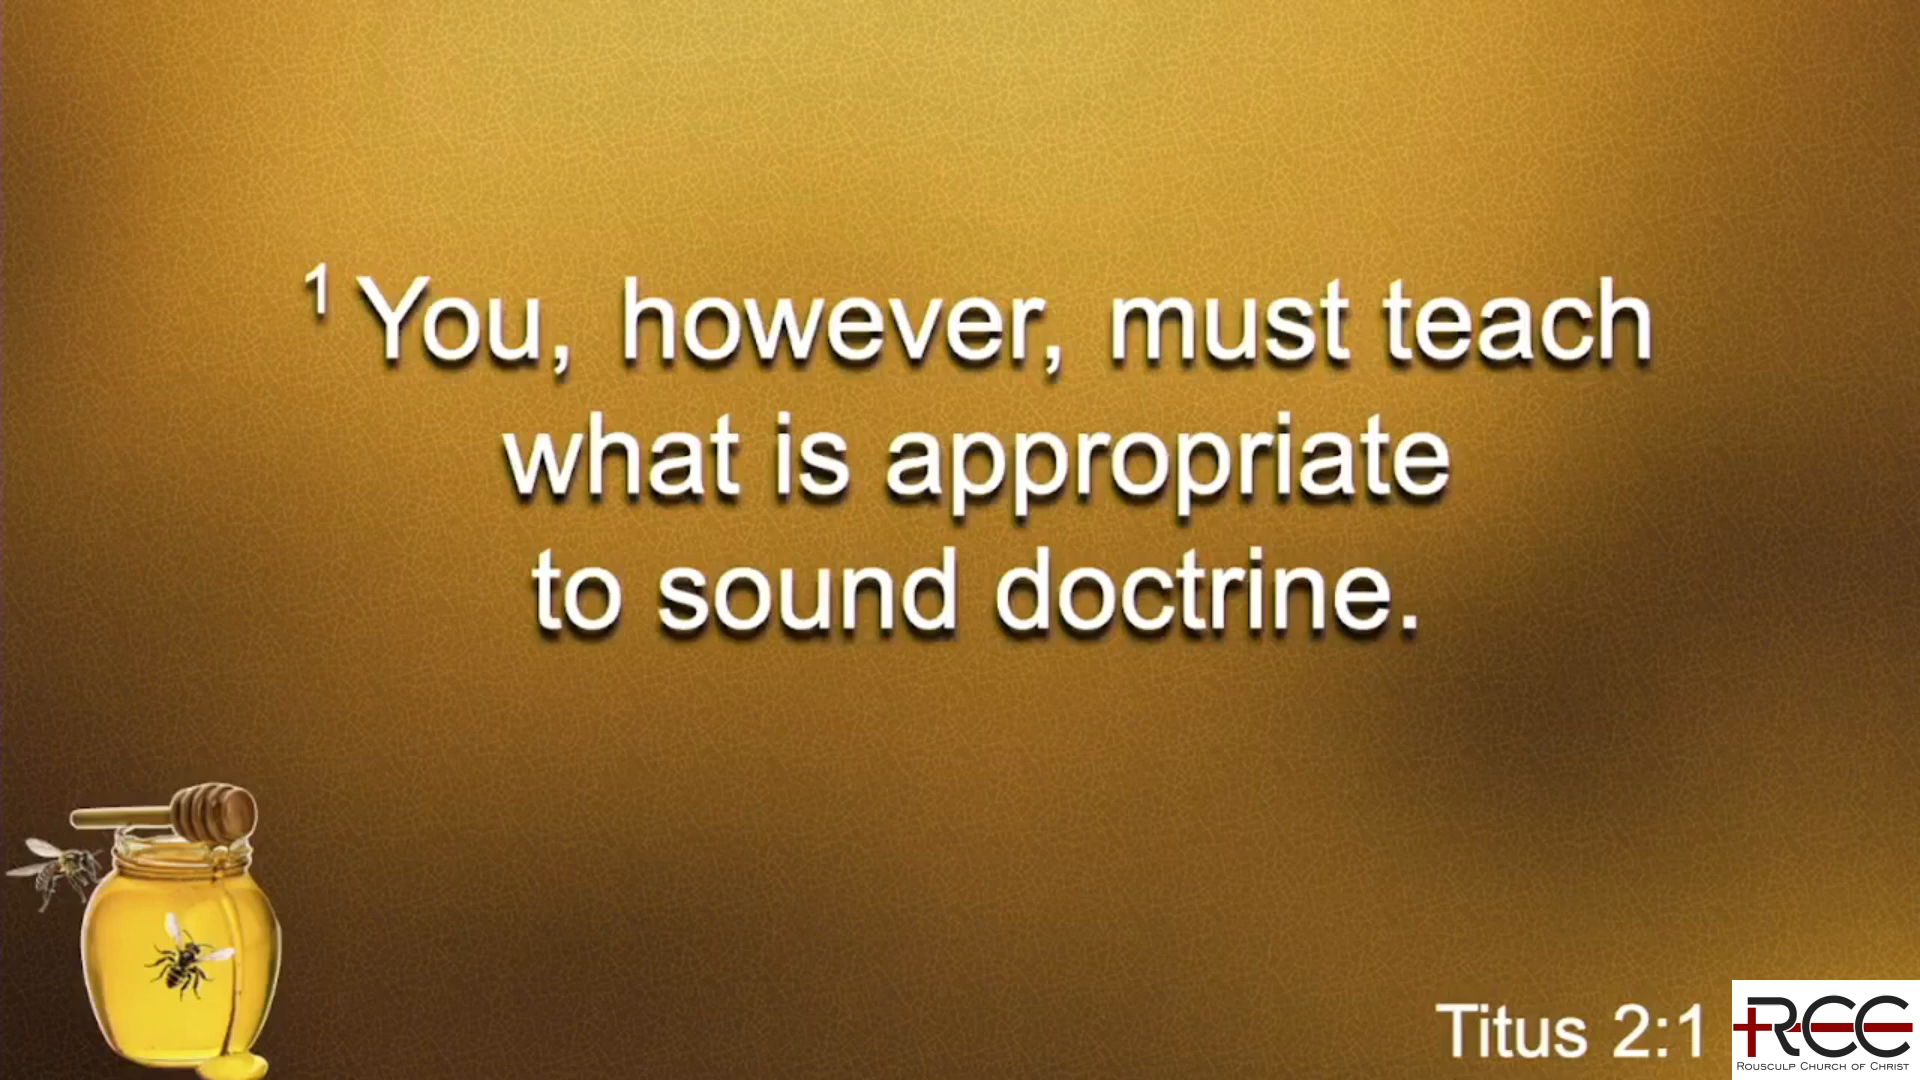 ¹ You, however, must teach
what is appropriate
to sound doctrine.
Titus 2:1
RCC
Rousculp Church of Christ